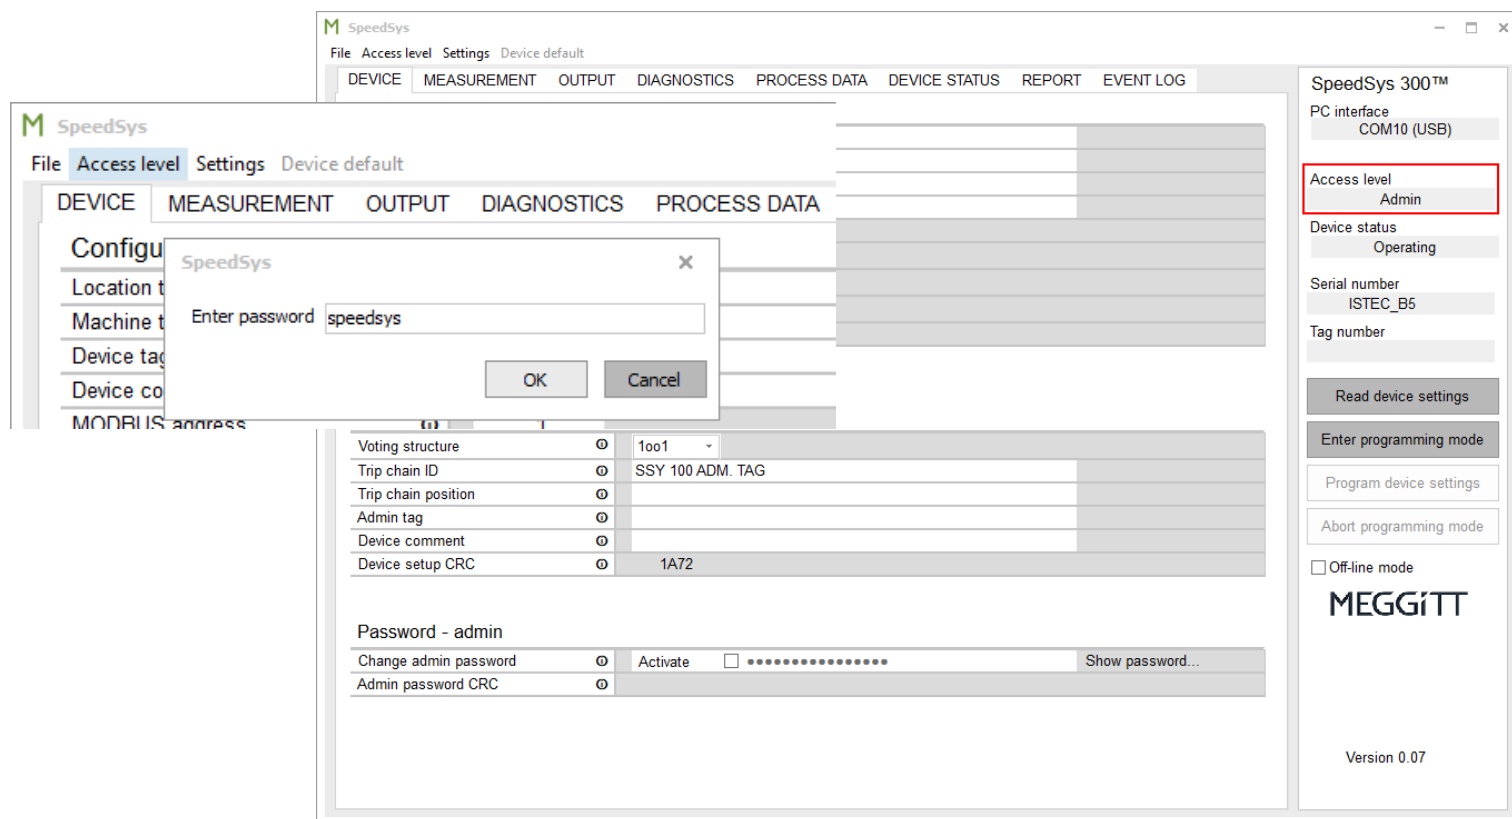 M SpeedSys
File Access level Settings Device default
DEVICE MEASUREMENT OUTPUT DIAGNOSTICS PROCESS DATA DEVICE STATUS REPORT EVENT LOG
M SpeedSys
File Access level Settings Device default
DEVICE MEASUREMENT OUTPUT DIAGNOSTICS PROCESS DATA
Configu
Location t
Machine t
Device tag
Device co
MODBUS address
1
SpeedSys
Enter password speedsys
OK Cancel
Voting structure 1oo1
Trip chain ID SSY 100 ADM. TAG
Trip chain position
Admin tag
Device comment
Device setup CRC 1A72
Password - admin
Change admin password Activate •••••••••••••••• Show password...
Admin password CRC
SpeedSys 300™
PC interface
COM10 (USB)
Access level
Admin
Device status
Operating
Serial number
ISTEC_B5
Tag number
Read device settings
Enter programming mode
Program device settings
Abort programming mode
Off-line mode
MEGGiTT
Version 0.07